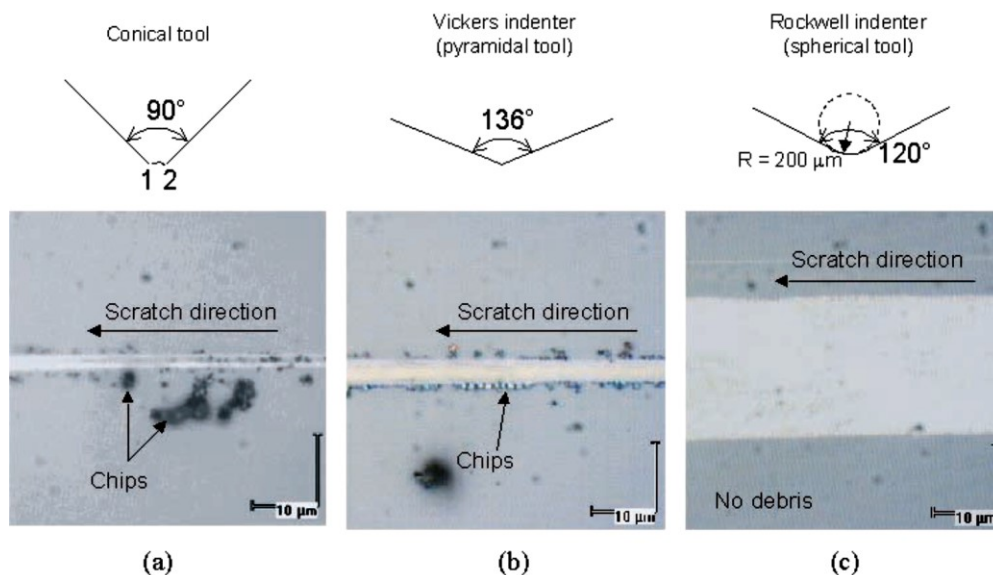 Conical tool
90°
1 2
Vickers indenter
(pyramidal tool)
136°
Rockwell indenter
(spherical tool)
R = 200 μm
120°
Scratch direction
Chips
10 μm
(a)
Scratch direction
Chips
10 μm
(b)
Scratch direction
No debris
10 μm
(c)